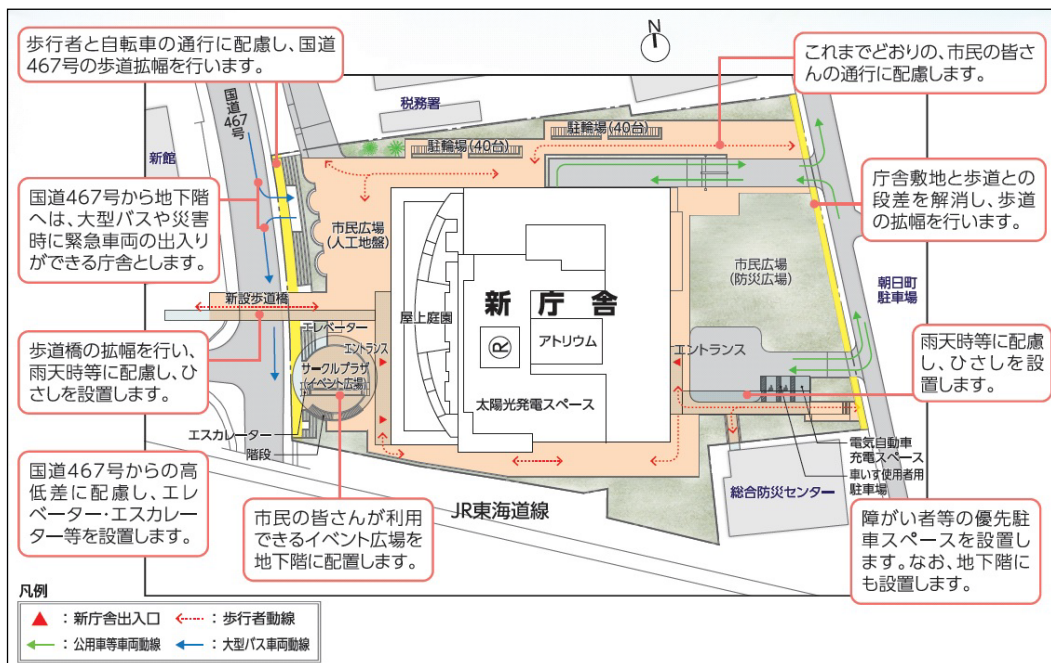 N
歩行者と自転車の通行に配慮し、国道
467号の歩道拡幅を行います。
これまでどおりの、市民の皆さ
んの通行に配慮します。
国道467号
税務署
新館
駐輪場(40台)
駐輪場(40台)
国道467号から地下階
へは、大型バスや災害
時に緊急車両の出入り
ができる庁舎とします。
市民広場
(人工地盤)
庁舎敷地と歩道との
段差を解消し、歩道
の拡幅を行います。
市民広場
(防災広場)
朝日町
駐車場
新設歩道橋
新庁舎
屋上庭園
R
アトリウム
太陽光発電スペース
エレベーター
エントランス
サークルプラザ
(イベント広場)
エントランス
歩道橋の拡幅を行い、
雨天時等に配慮し、ひ
さしを設置します。
雨天時等に配慮
し、ひさしを設
置します。
エスカレーター
階段
電気自動車
充電スペース
車いす使用者用
駐車場
総合防災センター
国道467号からの高
低差に配慮し、エレ
ベーター・エスカレー
ター等を設置します。
市民の皆さんが利用
できるイベント広場を
地下階に配置します。
JR東海道線
障がい者等の優先駐
車スペースを設置しま
す。なお、地下階に
も設置します。
凡例
▲ :新庁舎出入口
:歩行者動線
:公用車等車両動線
:大型バス車両動線